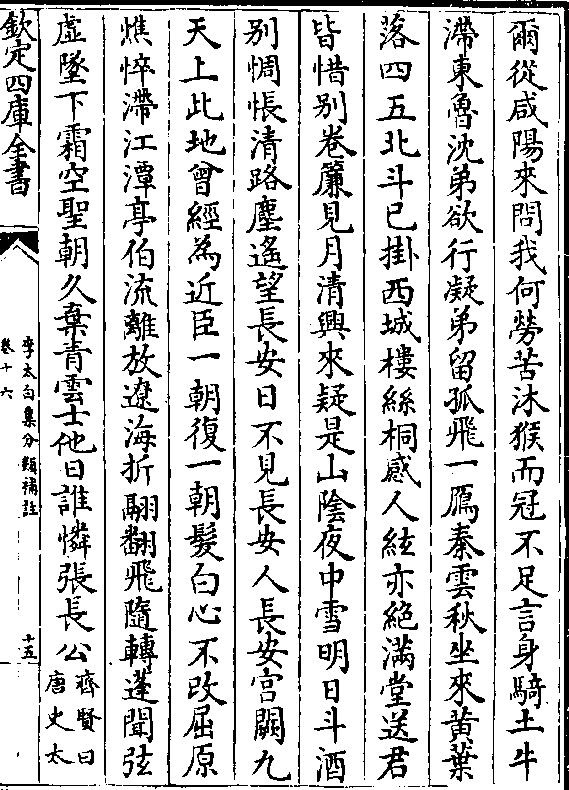 爾從咸陽來問我何勞苦沐猴而冠不足言身騎土牛
滯東魯沈弟欲行凝弟留孤飛一鴈秦雲秋坐來黄葉
落四五北斗已掛西城樓絲桐感人絃亦絶滿堂送君
皆惜别卷簾見月清興來疑是山隂夜中雪明日斗酒
别惆悵清路塵遙望長安日不見長安人長安宫闕九
天上此地曾經為近臣一朝復一朝髮白心不改屈原
憔悴滯江潭亭伯流離放遼海折翮翻飛隨轉蓬聞弦
虛墜下霜空聖朝久棄青雲士他日誰憐張長公齊賢曰
唐史太
欽定四庫全書
李太白集分類補註
卷十六
十五